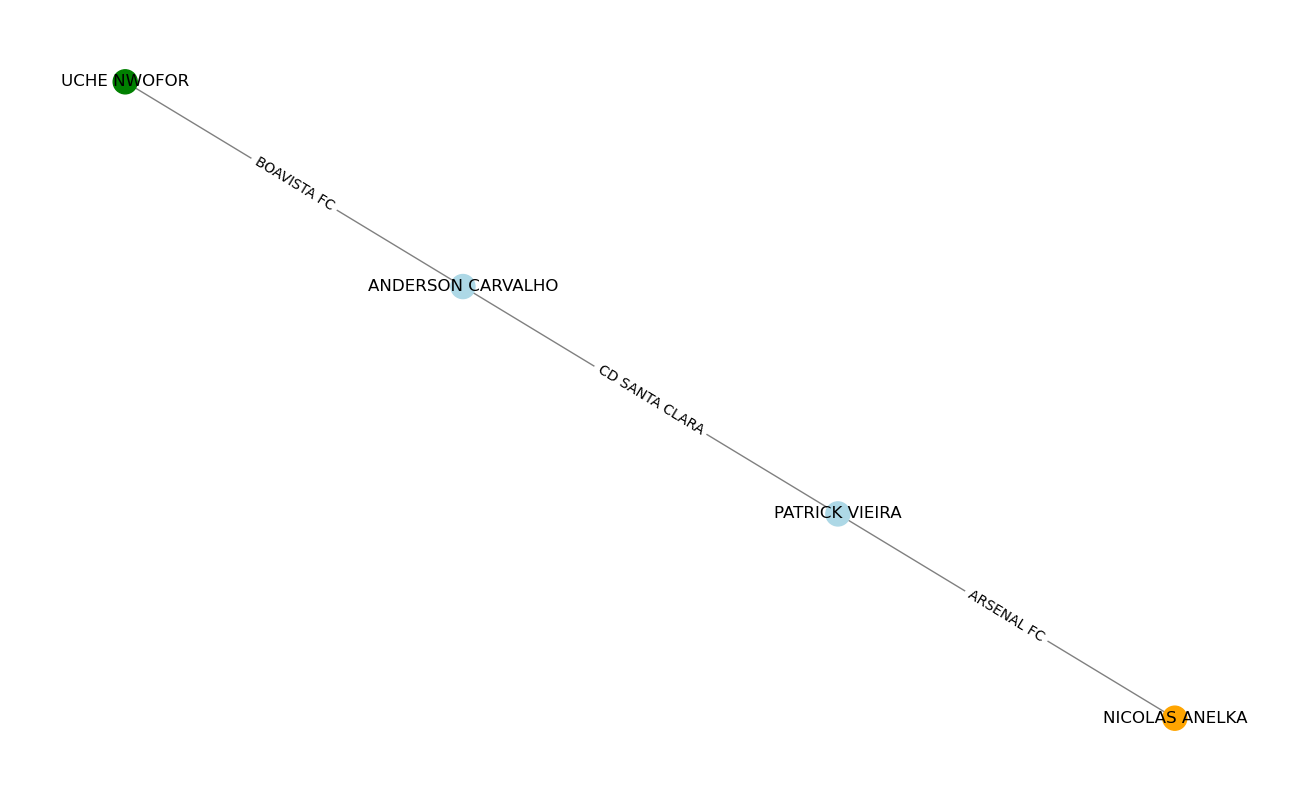 UCHE NWOFOR
BOAVISTA FC
ANDERSON CARVALHO
CD SANTA CLARA
PATRICK VIEIRA
ARSENAL FC
NICOLAS ANELKA